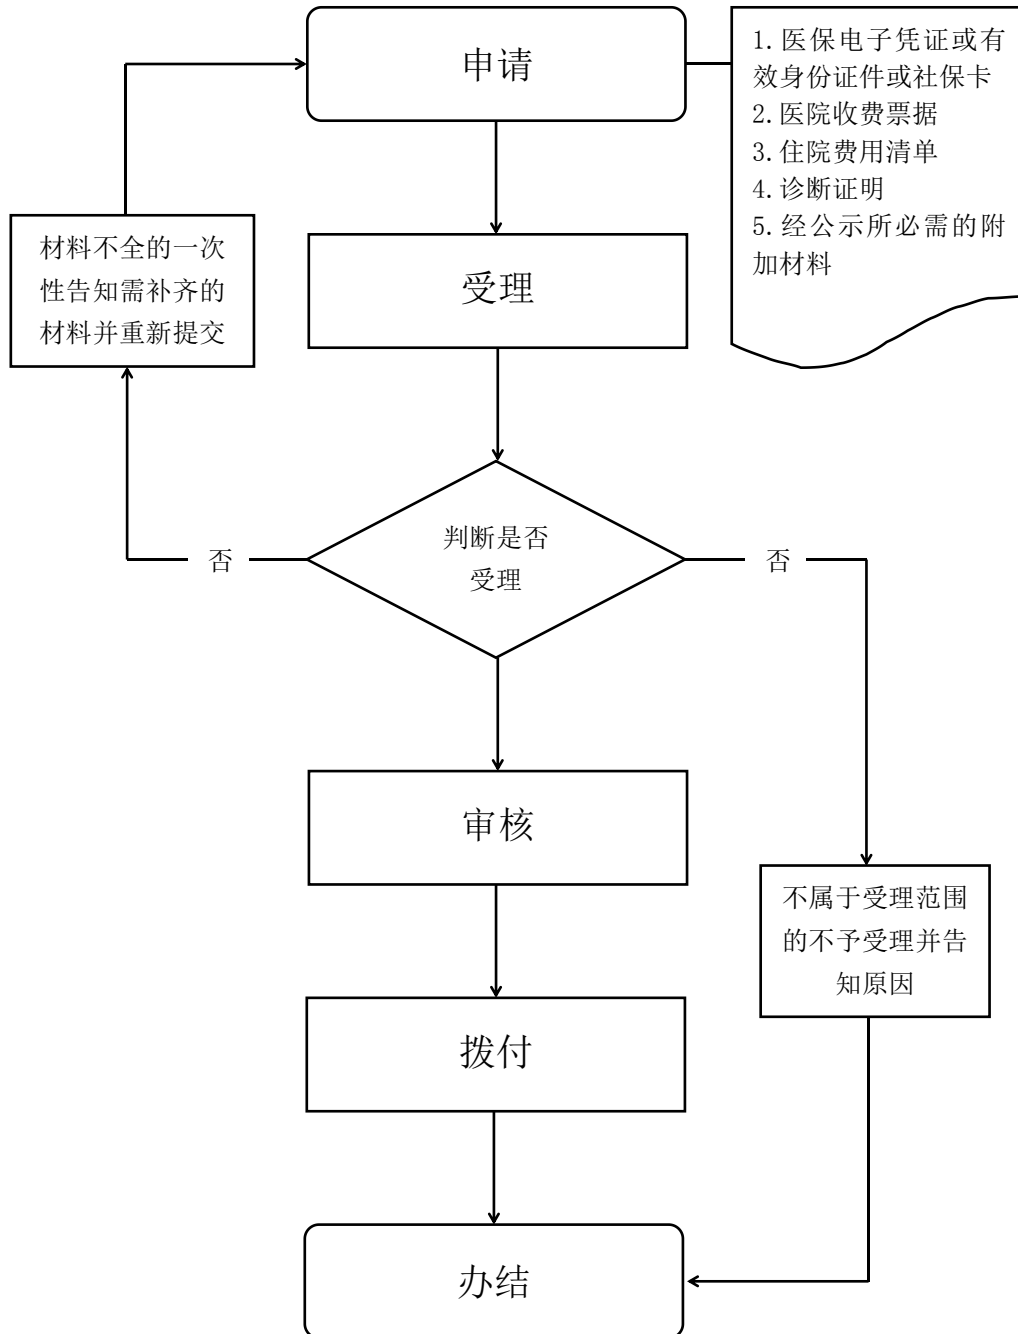 申请
1.医保电子凭证或有
效身份证件或社保卡
2.医院收费票据
3.住院费用清单
4.诊断证明
5.经公示所必需的附
加材料
材料不全的一次
性告知需补齐的
材料并重新提交
受理
判断是否
受理
否
否
审核
不属于受理范围
的不予受理并告
知原因
拨付
办结